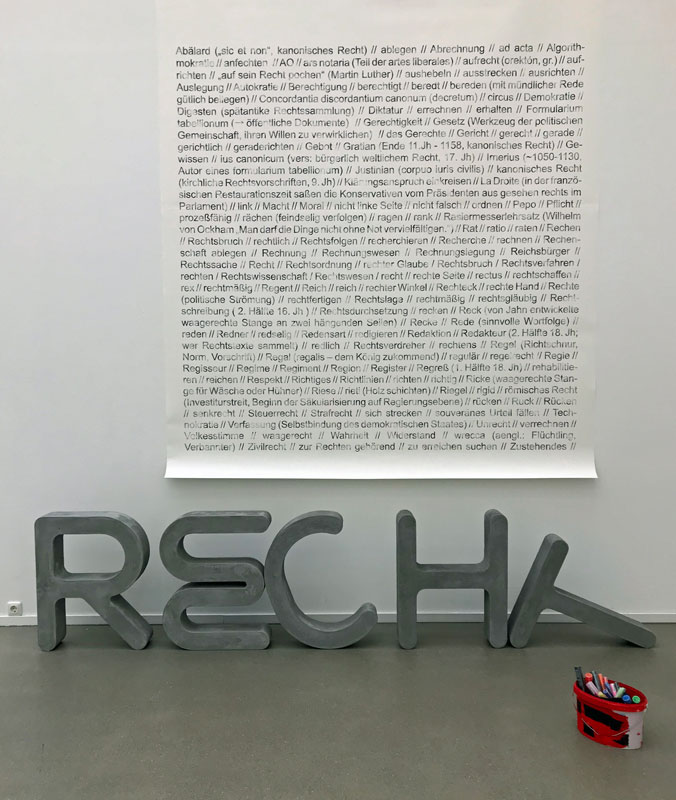 Abälard („sic et non", kanonisches Recht) // ablegen // Abrechnung // ad acta // Algorith-
mokratie // anfechten // AO // ars notaria (Teil der artes liberales) // aufrecht (orektón, gr.) // auf-
richten // „auf sein Recht pochen“ (Martin Luther) // ausheben // ausstrecken // ausrichten //
Auslegung // Autokratie // Berechtigung // berechtigt // beredt // bereden (mit mündlicher Rede
gütlich beilegen) // Concordantia discordantium canonum (decretum) // circus // Demokratie //
Digesten (spätantike Rechtssammlung) // Diktatur // errechnen // erhalten // Formularium
tabellionum (→ öffentliche Dokumente) // Gerechtigkeit // Gesetz (Werkzeug der politischen
Gemeinschaft, ihren Willen zu verwirklichen) // das Gerechte // Gericht // gerecht // gerade //
gerichtlich // geraderichten // Gebot // Gratian (Ende 11.Jh - 1158, kanonisches Recht) // Ge-
wissen // ius canonicum (vers: bürgerlich weltlichem Recht, 17. Jh) // Irnerius (~1050-1130,
Autor eines formularium tabellionum) // Justinian (corpuo iuris civilis) // kanonisches Recht
(kirchliche Rechtsvorschriften, 9. Jh) // Klärungsanspruch einkreisen // La Droite (in der franzö-
sischen Restaurationszeit saßen die Konservativen vom Präsidenten aus gesehen rechts im
Parlament) // link // Macht // Moral // nicht linke Seite // nicht falsch // ordnen // Pepo // Pflicht //
prozeßfähig // rächen (feindselig verfolgen) // ragen // rank // Rasiermesserlehrsatz (Wilhelm
von Ockham „Man darf die Dinge nicht ohne Not vervielfältigen.") // Rat // ratio // raten // Rechen
// Rechtsbruch // rechtlich // Rechtsfolgen // recherchieren // Recherche // rechnen // Rechen-
schaft ablegen // Rechnung // Rechnungswesen // Rechnungslegung // Reichsbürger //
Rechtssache // Recht // Rechtsordnung // rechter Glaube // Rechtsbruch // Rechtsverfahren /
rechten / Rechtswissenschaft / Rechtswesen / recht // rechte Seite // rectus // rechtschaffen //
rex // rechtmäßig // Regent // Reich // reich // rechter Winkel // Rechteck // rechte Hand // Rechte
(politische Strömung) // rechtfertigen // Rechtslage // rechtmäßig // rechtsgläubig // Recht-
schreibung ( 2. Hälfte 16. Jh ) // Rechtsdurchsetzung // recken // Reck (von Jahn entwickelte
waagerechte Stange an zwei hängenden Seilen) // Recke // Rede (sinnvolle Wortfolge) //
reden // Redner // redselig // Redensart // redigieren // Redaktion // Redakteur (2. Hälfte 18. Jh;
wer Rechtstexte sammelt) // redlich // Rechtsverdreher // rechtens // Regel (Richtschnur,
Norm, Vorschrift) // Regal (regalis – dem König zukommend) // regulär // regelrecht // Regie //
Regisseur // Regime // Regiment // Region // Register // Regreß (1. Hälfte 18. Jh) // rehabilitie-
ren // reichen // Respekt // Richtiges // Richtlinien // richten // richtig // Ricke (waagerechte Stan-
ge für Wäsche oder Hühner) // Riese // riet! (Holz schichten) // Riegel // rigid // römisches Recht
(Investiturstreit, Beginn der Säkularisierung auf Regierungsebene) // rücken // Ruck // Rücken
// senkrecht // Steuerrecht // Strafrecht // sich strecken // souveränes Urteil fällen // Tech-
nokratie // Verfassung (Selbstbindung des demokratischen Staates) // Unrecht // verrechnen //
Volkesstimme // waagerecht // Wahrheit // Widerstand // wrecca (aengl.: Flüchtling,
Verbannter) // Zivilrecht // zur Rechten gehörend // zu erreichen suchen // Zustehendes //
RECHT